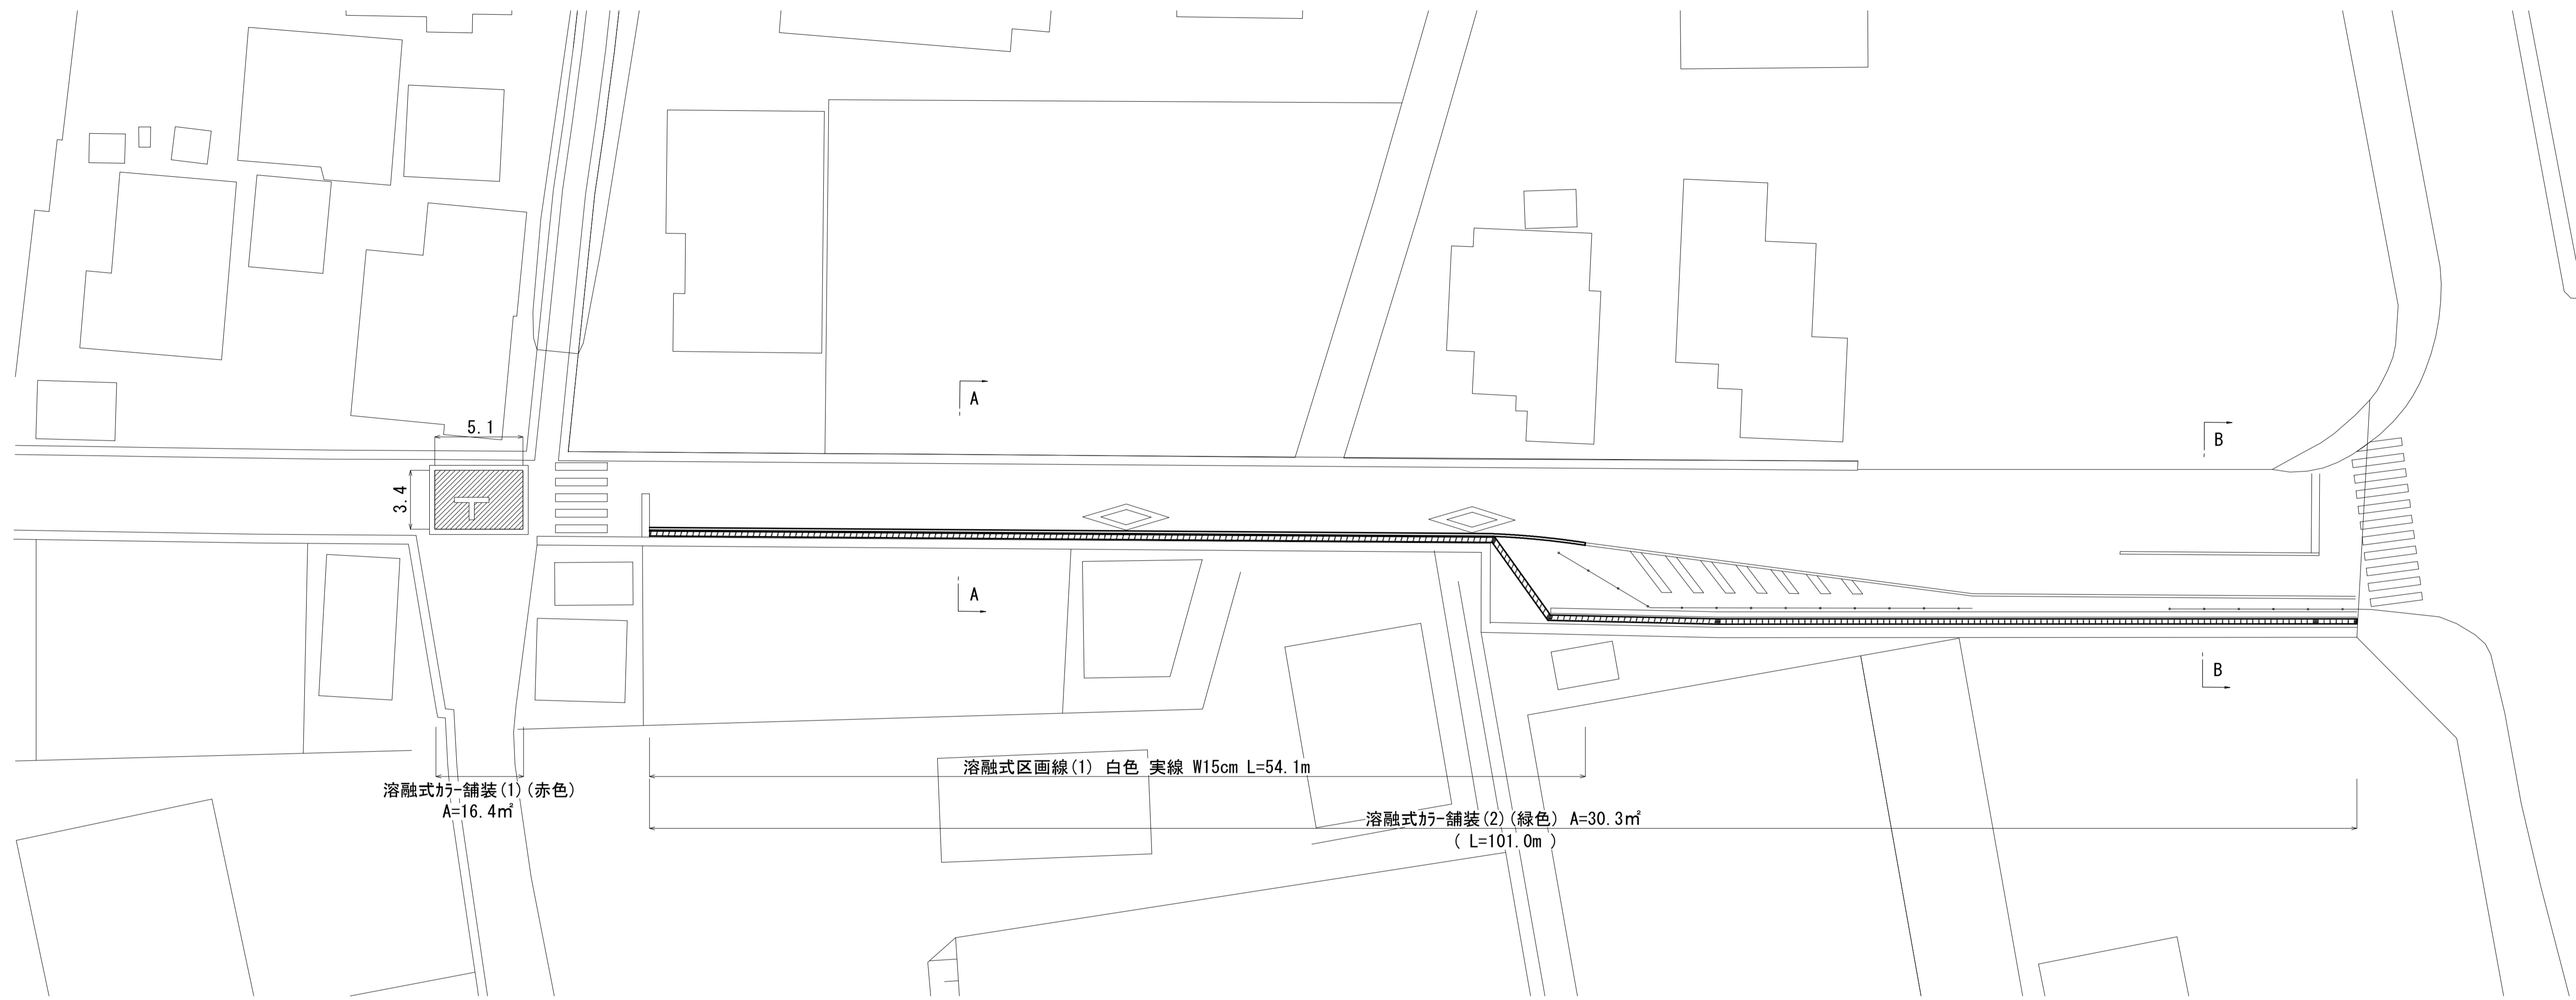 5.1
3.4
A
B
A
B
溶融式区画線(1) 白色 実線 W15cm L=54.1m
溶融式ｶﾗｰ舗装(1)(赤色)
A=16.4㎡
溶融式ｶﾗｰ舗装(2)(緑色) A=30.3㎡
( L=101.0m )